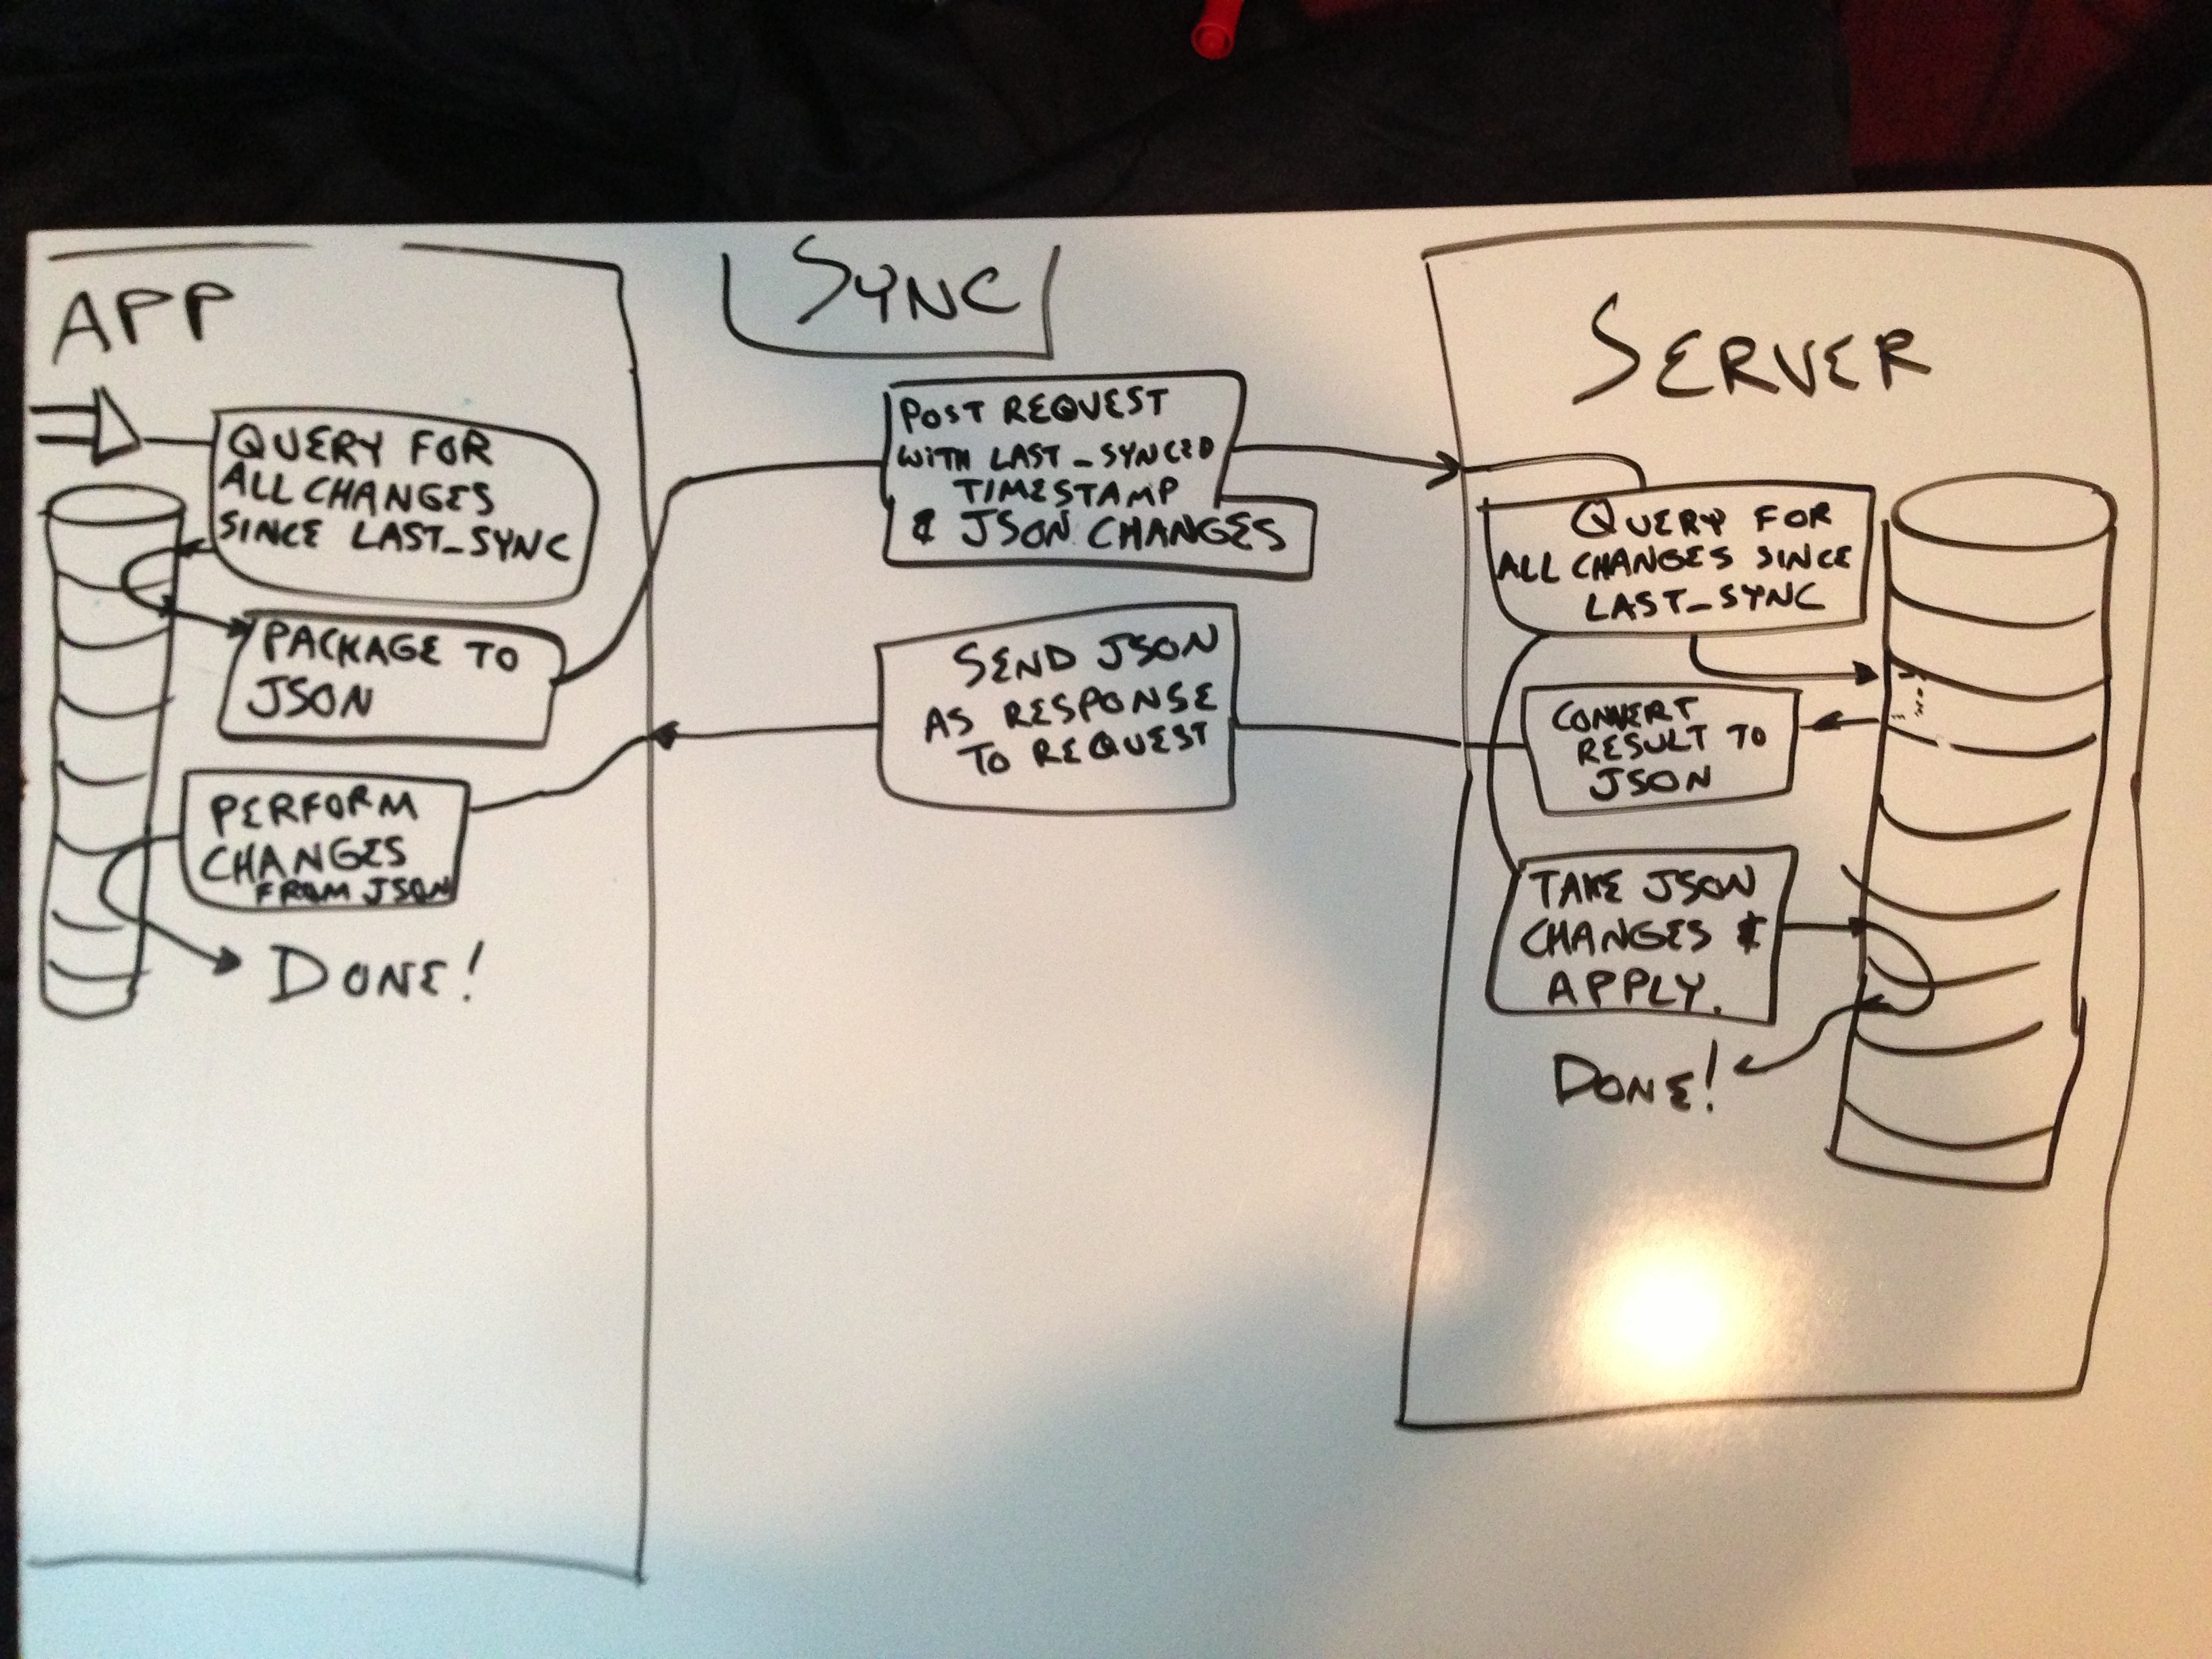 APP
SYNC
SERVER
QUERY FOR
ALL CHANGES
SINCE LAST_SYNC
PACKAGE TO
JSON
PERFORM
CHANGES
FROM JSON
DONE!
POST REQUEST
WITH LAST_SYNCED
TIMESTAMP
& JSON CHANGES
SEND JSON
AS RESPONSE
TO REQUEST
QUERY FOR
ALL CHANGES SINCE
LAST_SYNC
CONVERT
RESULT TO
JSON
TAKE JSON
CHANGES &
APPLY.
DONE!